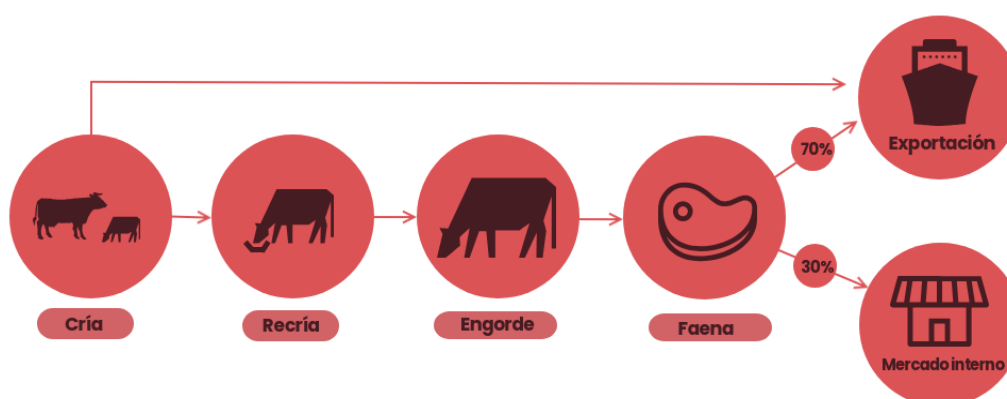 Cría
Recría
Engorde
Faena
70%
Exportación
30%
Mercado interno